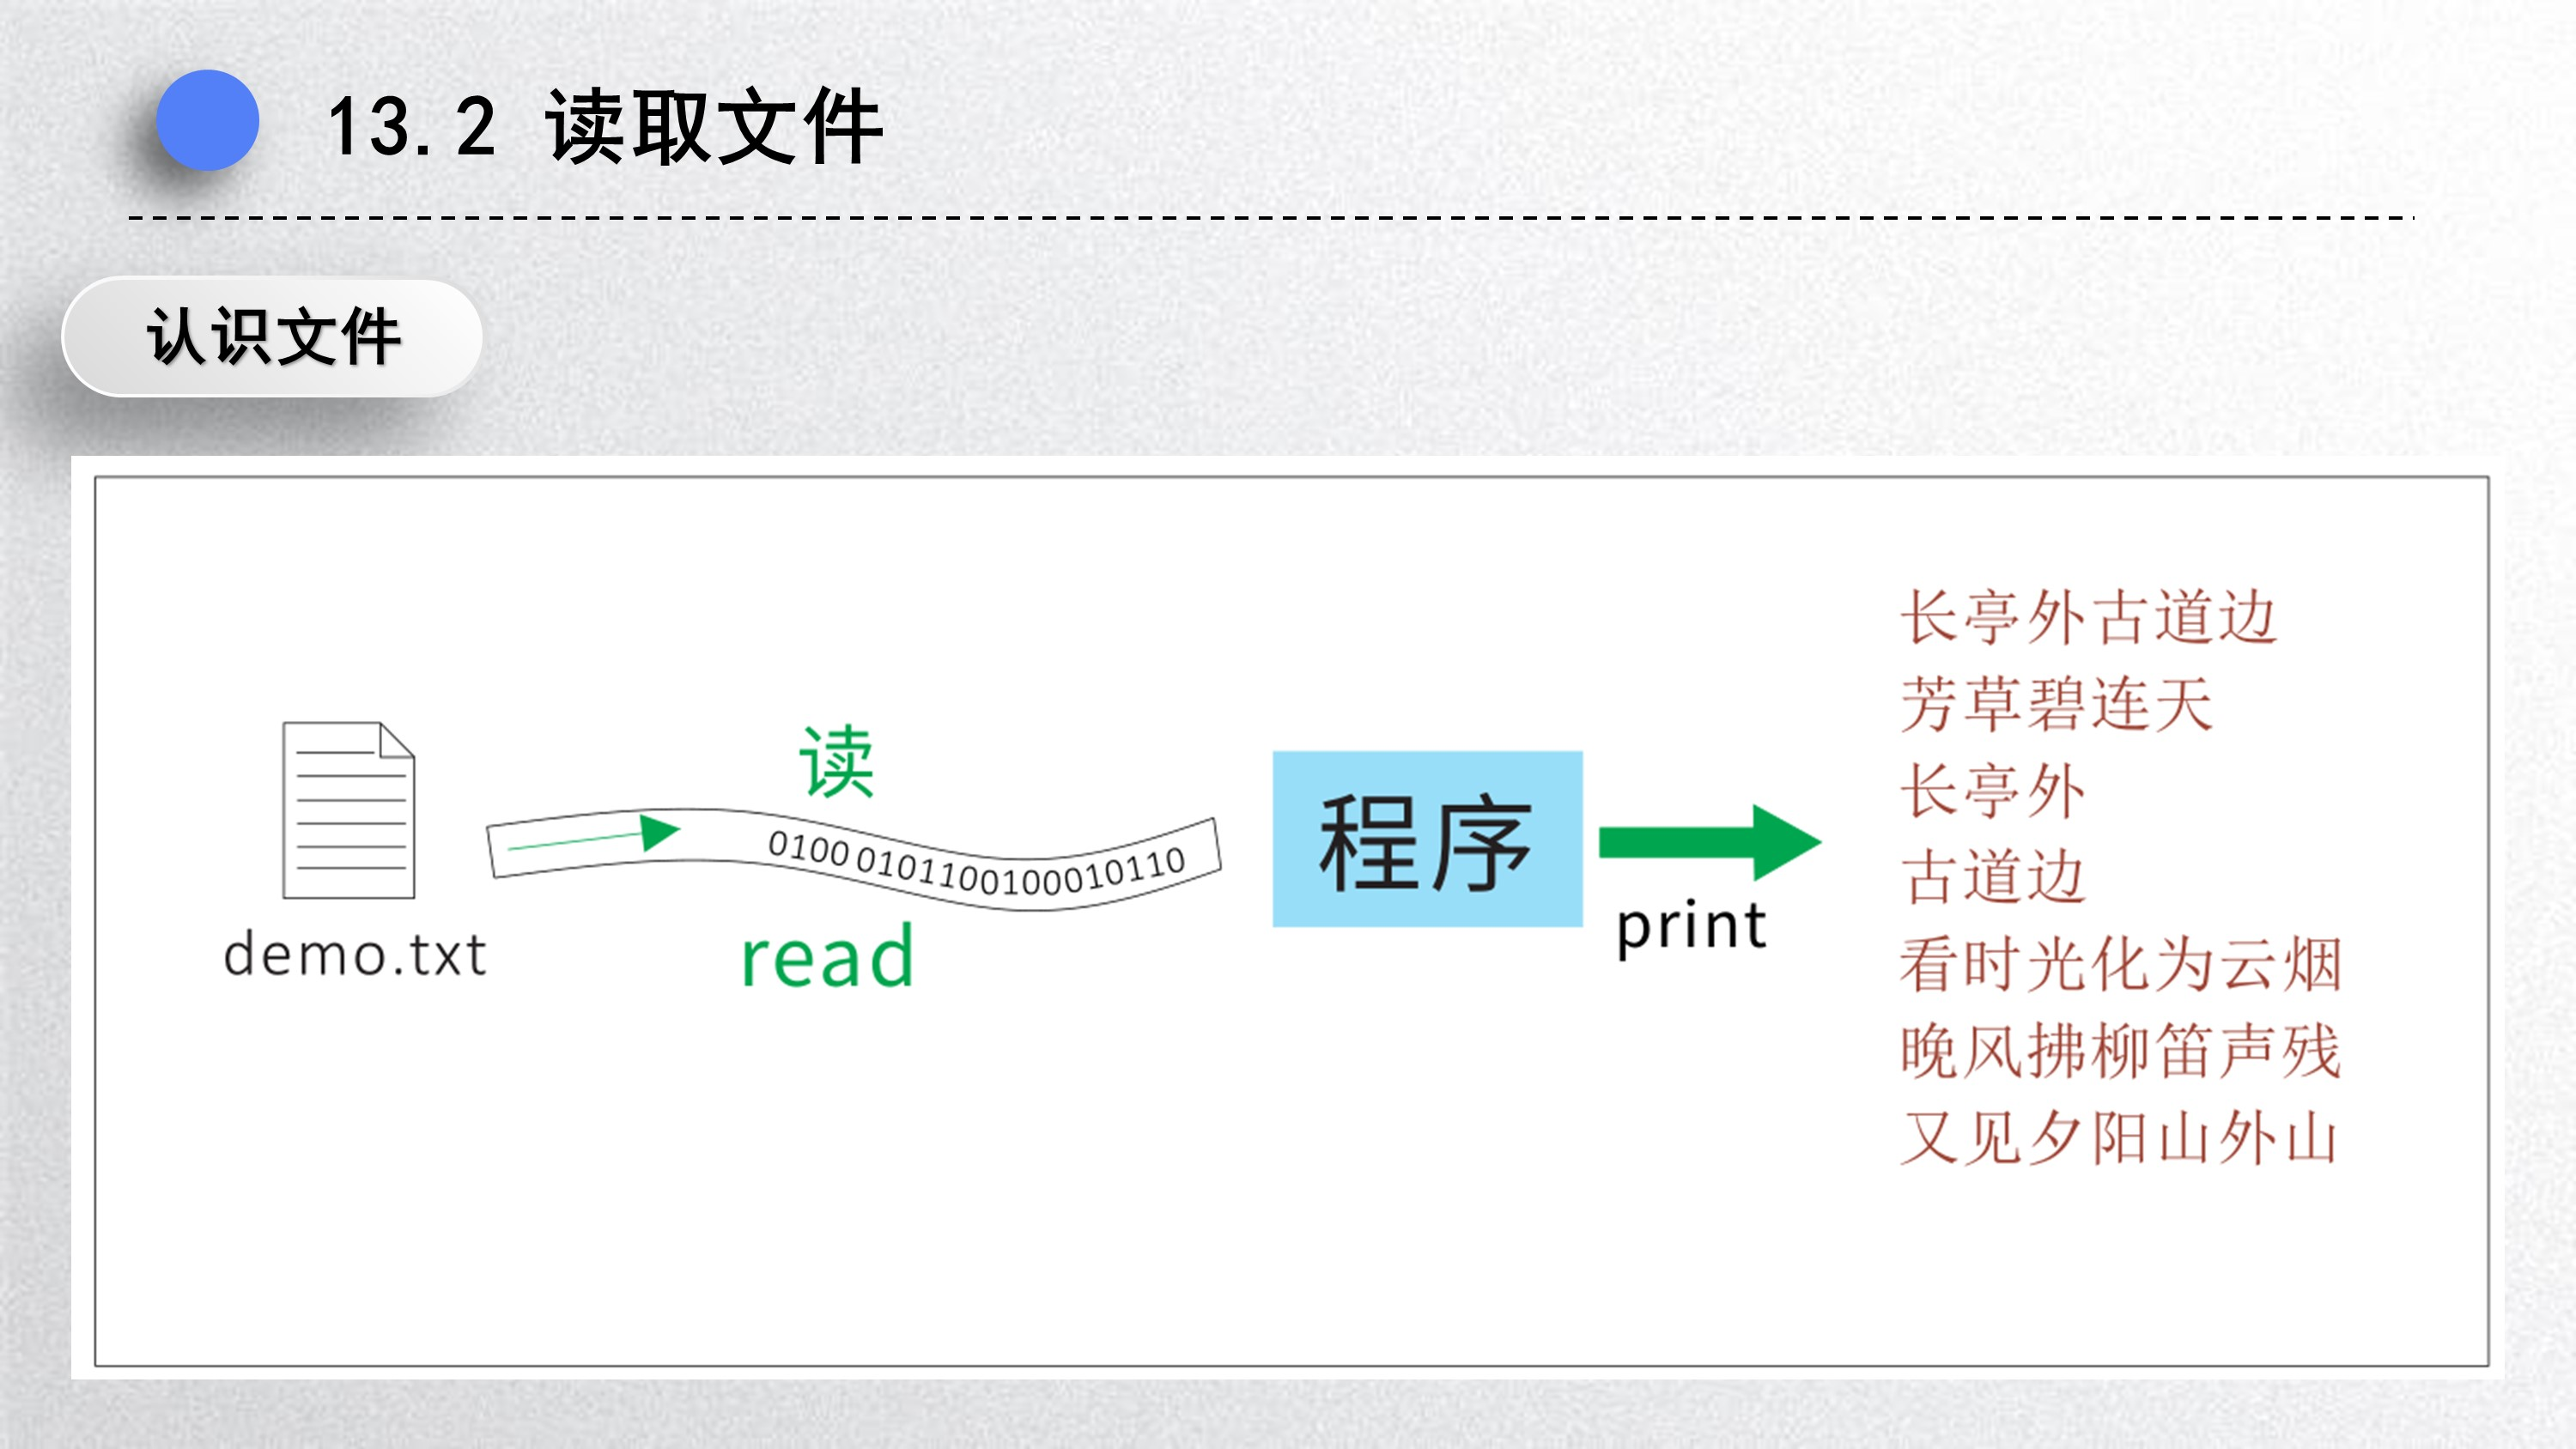 13.2 读取文件
认识文件
demo.txt
读
0100 0101100100010110
read
程序
print
长亭外古道边
芳草碧连天
长亭外
古道边
看时光化为云烟
晚风拂柳笛声残
又见夕阳山外山